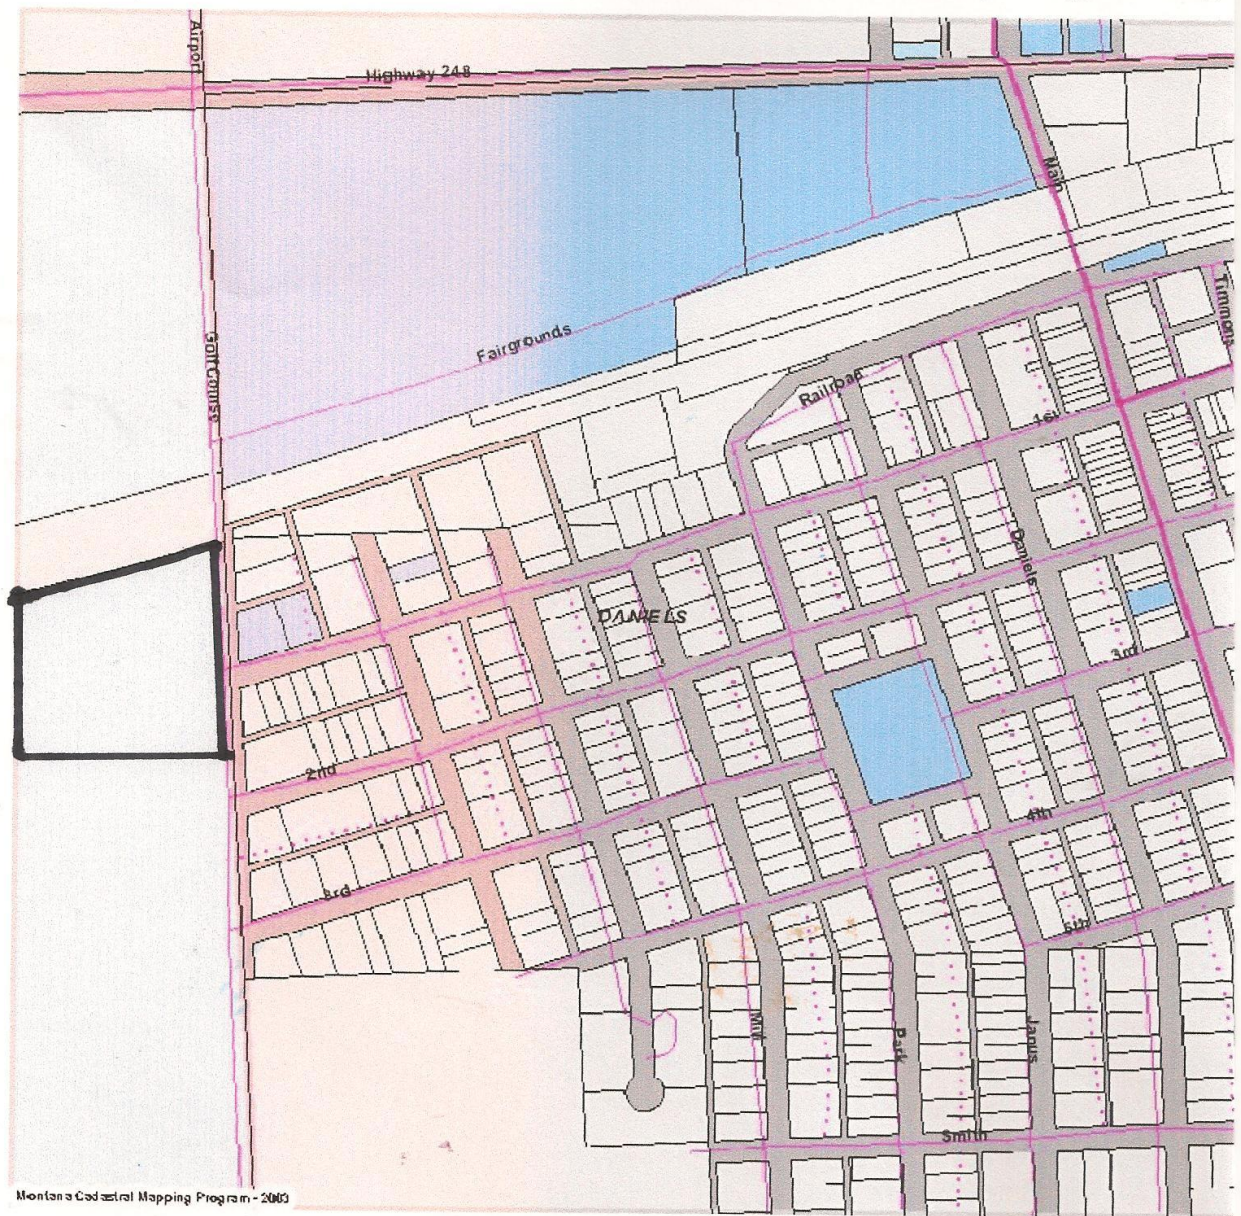 Airport
Highway 248
Main
Timmons
Golf Course
Fairgrounds
Railroad
1st
Daniels
DANIELS
3rd
2nd
4th
3rd
5th
Mill
Park
Janus
Smith
Montana Cadastral Mapping Program - 2003